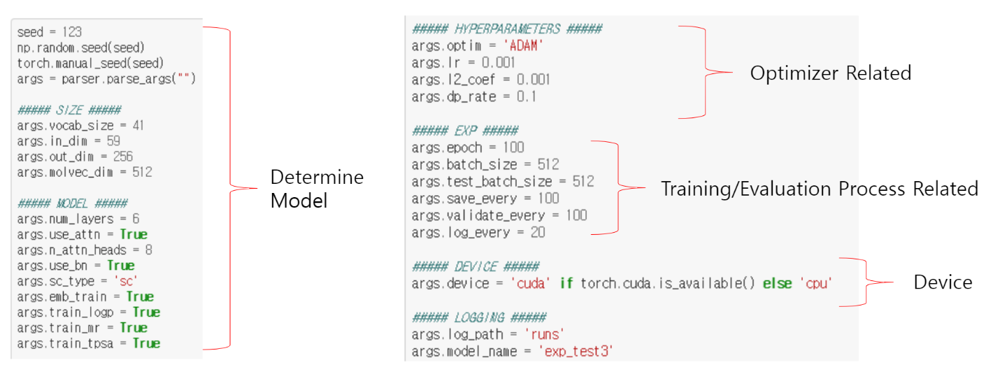 seed = 123
np.random.seed(seed)
torch.manual_seed(seed)
args = parser.parse_args("")
##### SIZE #####
args.vocab_size = 41
args.in_dim = 59
args.out_dim = 256
args.molvec_dim = 512
##### MODEL #####
args.num_layers = 6
args.use_attn = True
args.n_attn_heads = 8
args.use_bn = True
args.sc_type = 'sc'
args.emb_train = True
args.train_logp = True
args.train_mr = True
args.train_tpsa = True
Determine
Model
##### HYPERPARAMETERS #####
args.optim = 'ADAM'
args.lr = 0.001
args.l2_coef = 0.001
args.dp_rate = 0.1
Optimizer Related
##### EXP #####
args.epoch = 100
args.batch_size = 512
args.test_batch_size = 512
args.save_every = 100
args.validate_every = 100
args.log_every = 20
Training/Evaluation Process Related
##### DEVICE #####
args.device = 'cuda' if torch.cuda.is_available() else 'cpu'
Device
##### LOGGING #####
args.log_path = 'runs'
args.model_name = 'exp_test3'